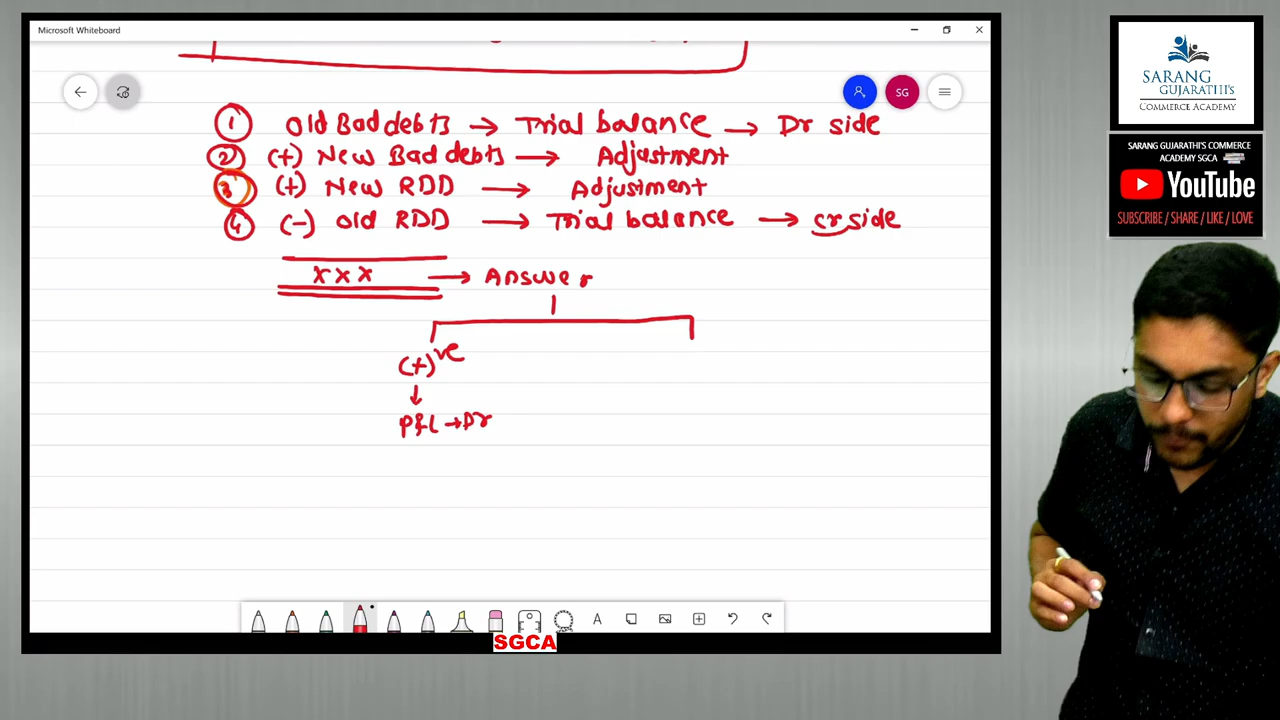 Microsoft Whiteboard
SG
① Old Bad debts → Trial balance → Dr side
② (+) New Bad debts → Adjustment
③ (+) New RDD → Adjustment
④ (-) Old RDD → Trial balance → cr side
x x x → Answer
(+)ve
↓
P&L → Dr
SGCA
SARANG
GUJARATHI'S
COMMERCE ACADEMY
SARANG GUJARATHI'S COMMERCE
ACADEMY SGCA
YouTube
SUBSCRIBE / SHARE / LIKE / LOVE